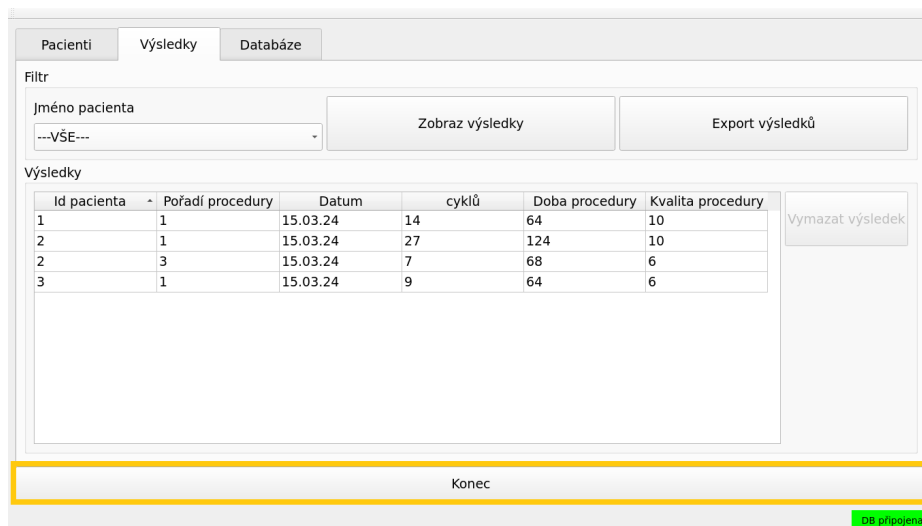 Pacienti Výsledky Databáze
Filtr
Jméno pacienta
---VŠE---
Zobraz výsledky
Export výsledků
Výsledky
Id pacienta Pořadí procedury Datum cyklů Doba procedury Kvalita procedury
1 1 15.03.24 14 64 10
2 1 15.03.24 27 124 10
2 3 15.03.24 7 68 6
3 1 15.03.24 9 64 6
Vymazat výsledek
Konec
DB připojena